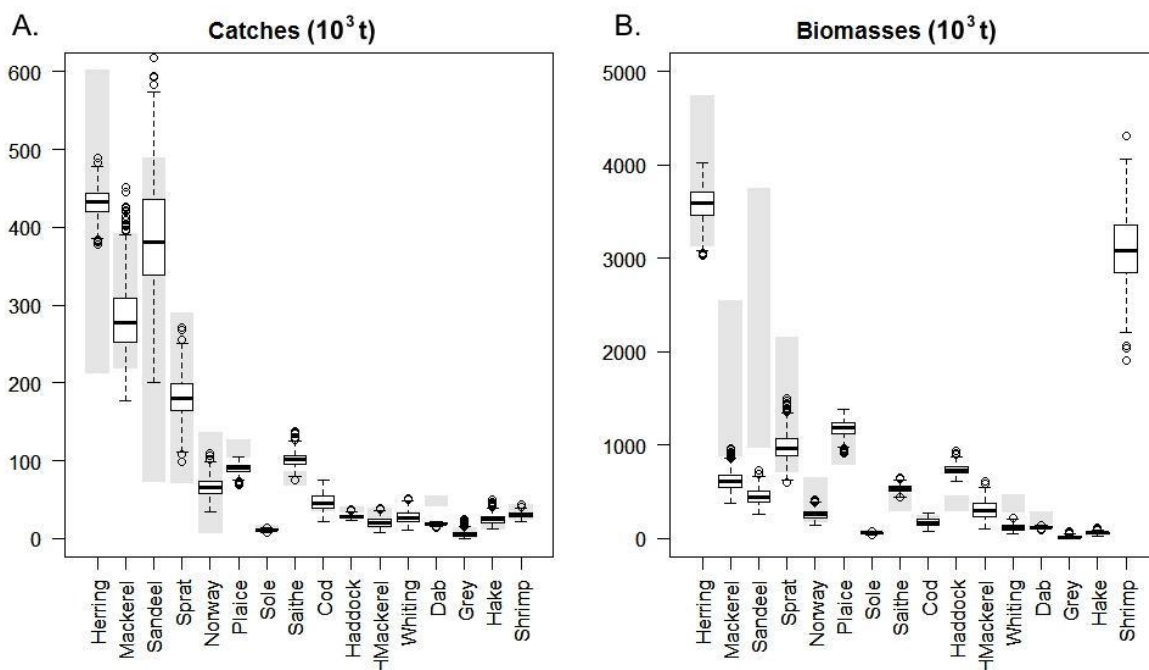 A.
Catches (10³ t)
600
500
400
300
200
100
0
Herring
Mackerel
Sandeel
Sprat
Norway
Plaice
Sole
Saithe
Cod
Haddock
HMackerel
Whiting
Dab
Grey
Hake
Shrimp
B.
Biomasses (10³ t)
5000
4000
3000
2000
1000
0
Herring
Mackerel
Sandeel
Sprat
Norway
Plaice
Sole
Saithe
Cod
Haddock
HMackerel
Whiting
Dab
Grey
Hake
Shrimp